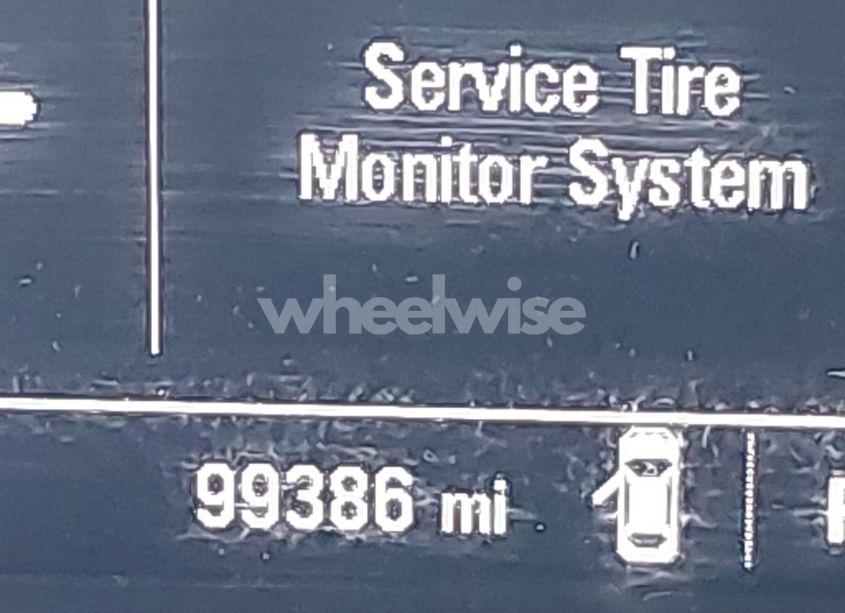 Service Tire
Monitor System
wheelwise
99386 mi